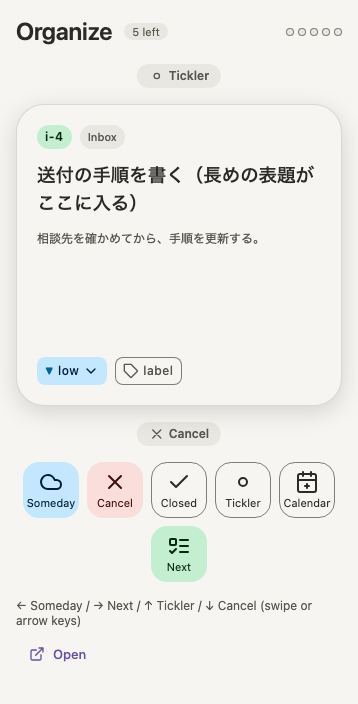 Organize 5 left
Tickler
i-4 Inbox
送付の手順を書く（長めの表題が
ここに入る）
相談先を確かめてから、手順を更新する。
low label
Cancel
Someday Cancel Closed Tickler Calendar
Next
← Someday / → Next / ↑ Tickler / ↓ Cancel (swipe or
arrow keys)
Open